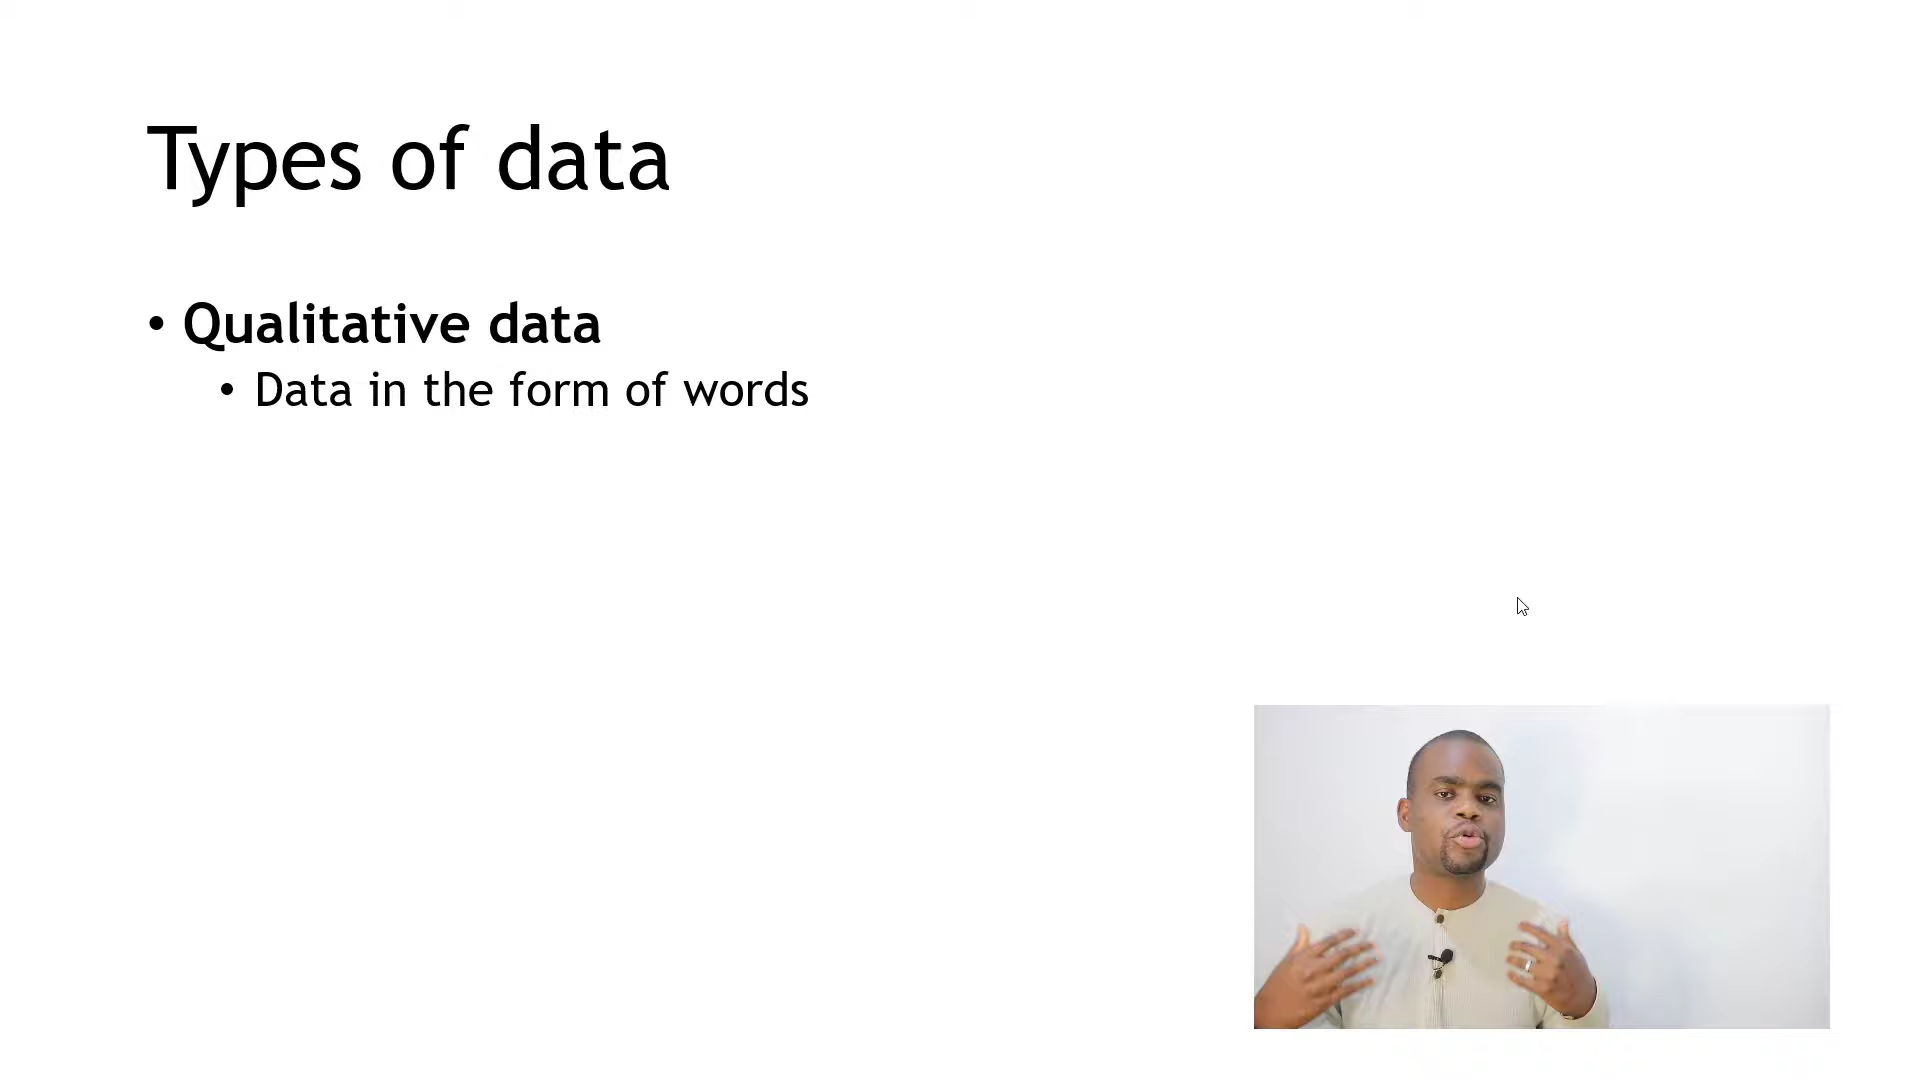 Types of data
• Qualitative data
• Data in the form of words